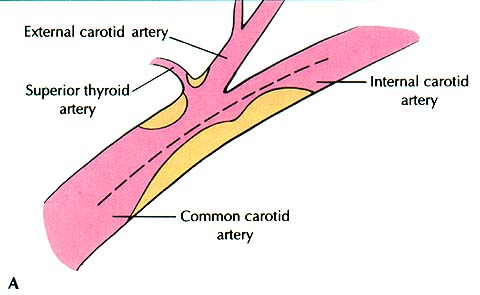 External carotid artery
Superior thyroid
artery
Internal carotid
artery
Common carotid
artery
A